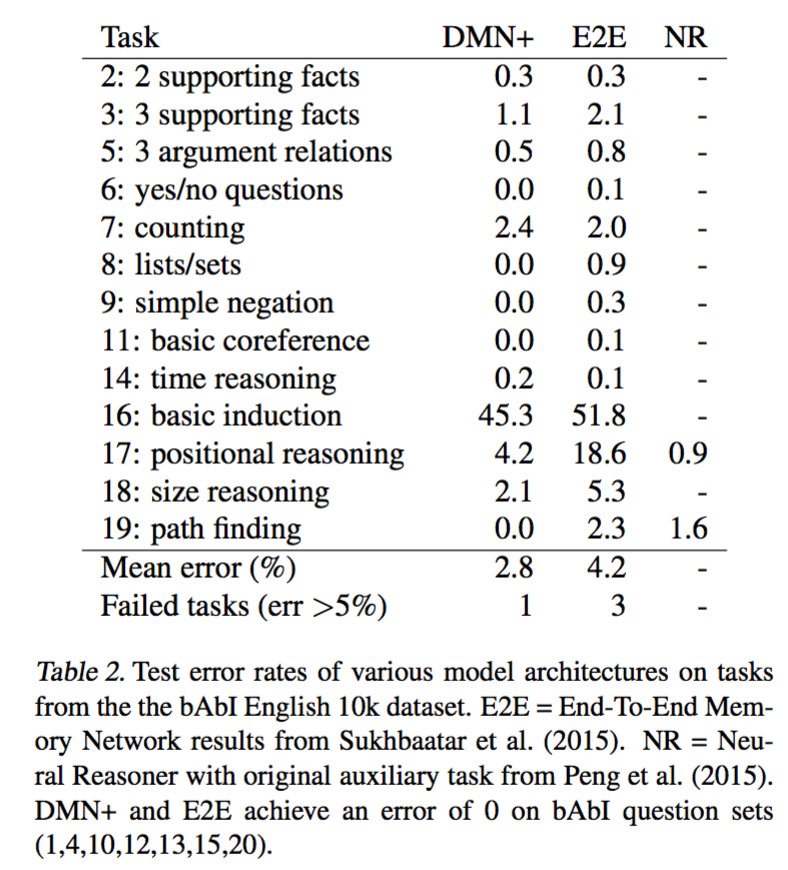 Task DMN+ E2E NR
2: 2 supporting facts 0.3 0.3 -
3: 3 supporting facts 1.1 2.1 -
5: 3 argument relations 0.5 0.8 -
6: yes/no questions 0.0 0.1 -
7: counting 2.4 2.0 -
8: lists/sets 0.0 0.9 -
9: simple negation 0.0 0.3 -
11: basic coreference 0.0 0.1 -
14: time reasoning 0.2 0.1 -
16: basic induction 45.3 51.8 -
17: positional reasoning 4.2 18.6 0.9
18: size reasoning 2.1 5.3 -
19: path finding 0.0 2.3 1.6
Mean error (%) 2.8 4.2 -
Failed tasks (err >5%) 1 3 -
Table 2. Test error rates of various model architectures on tasks
from the the bAbI English 10k dataset. E2E = End-To-End Mem-
ory Network results from Sukhbaatar et al. (2015). NR = Neu-
ral Reasoner with original auxiliary task from Peng et al. (2015).
DMN+ and E2E achieve an error of 0 on bAbI question sets
(1,4,10,12,13,15,20).